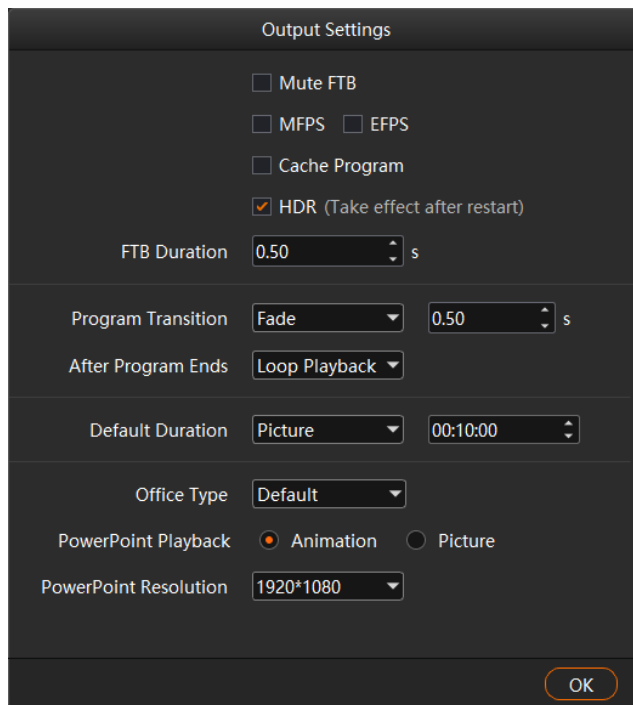 Output Settings
Mute FTB
MFPS EFPS
Cache Program
HDR (Take effect after restart)
FTB Duration 0.50 s
Program Transition Fade 0.50 s
After Program Ends Loop Playback
Default Duration Picture 00:10:00
Office Type Default
PowerPoint Playback Animation Picture
PowerPoint Resolution 1920*1080
OK